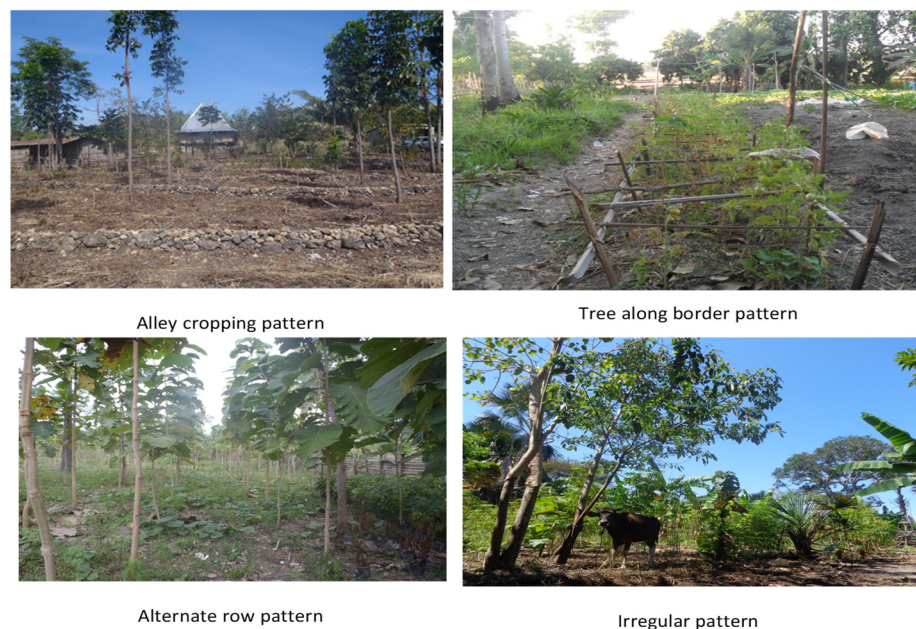 Alley cropping pattern
Tree along border pattern
Alternate row pattern
Irregular pattern